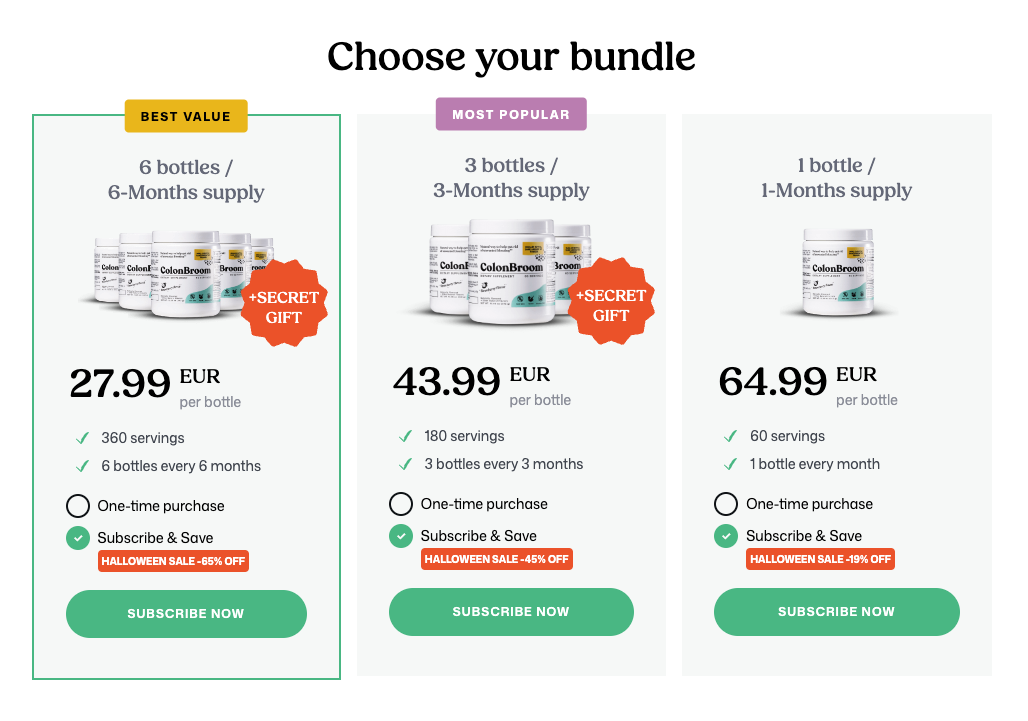 Choose your bundle
BEST VALUE
6 bottles /
6-Months supply
ColonBroom
+SECRET
GIFT
27.99 EUR
per bottle
360 servings
6 bottles every 6 months
One-time purchase
Subscribe & Save
HALLOWEEN SALE -65% OFF
SUBSCRIBE NOW
MOST POPULAR
3 bottles /
3-Months supply
ColonBroom
+SECRET
GIFT
43.99 EUR
per bottle
180 servings
3 bottles every 3 months
One-time purchase
Subscribe & Save
HALLOWEEN SALE -45% OFF
SUBSCRIBE NOW
1 bottle /
1-Months supply
ColonBroom
64.99 EUR
per bottle
60 servings
1 bottle every month
One-time purchase
Subscribe & Save
HALLOWEEN SALE -19% OFF
SUBSCRIBE NOW